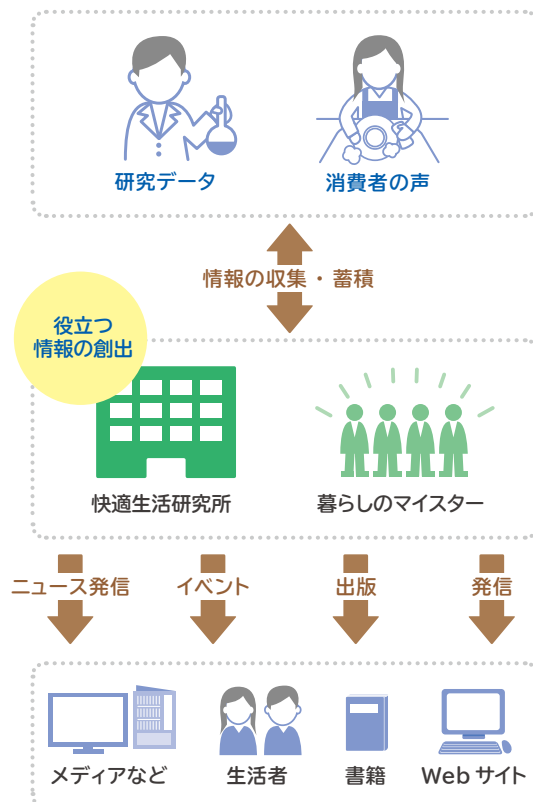 研究データ
消費者の声
情報の収集・蓄積
役立つ
情報の創出
快適生活研究所
暮らしのマイスター
ニュース発信
イベント
出版
発信
メディアなど
生活者
書籍
Webサイト